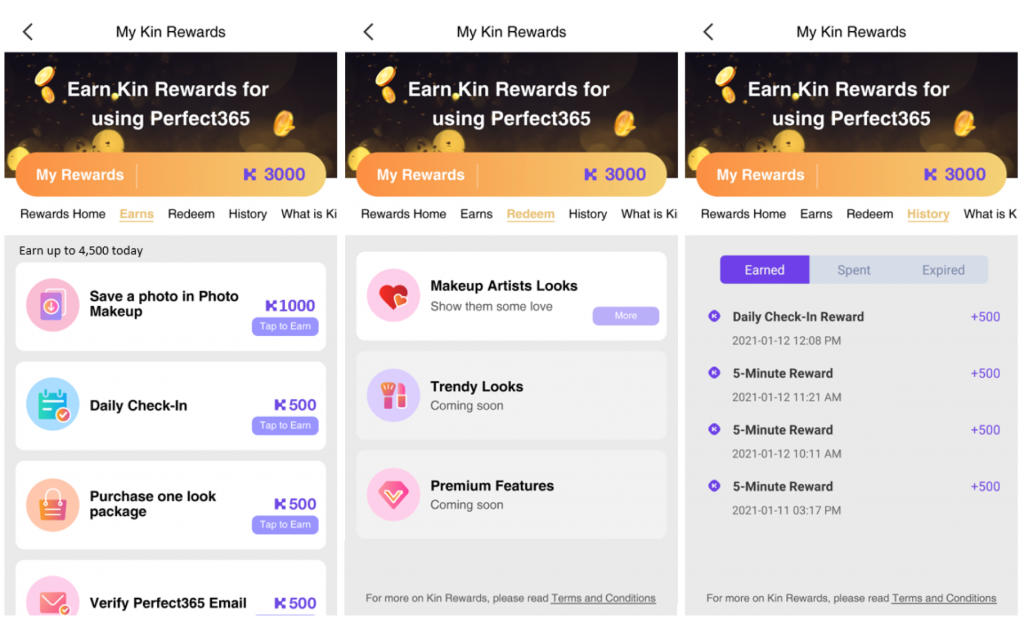 My Kin Rewards
Earn Kin Rewards for
using Perfect365
My Rewards
3000
Rewards Home Earns Redeem History What is Ki
Earn up to 4,500 today
Save a photo in Photo
Makeup
1000
Tap to Earn
Daily Check-In
500
Tap to Earn
Purchase one look
package
500
Tap to Earn
Verify Perfect365 Email
500
My Kin Rewards
Earn Kin Rewards for
using Perfect365
My Rewards
3000
Rewards Home Earns Redeem History What is Ki
Makeup Artists Looks
Show them some love
More
Trendy Looks
Coming soon
Premium Features
Coming soon
For more on Kin Rewards, please read Terms and Conditions
My Kin Rewards
Earn Kin Rewards for
using Perfect365
My Rewards
3000
Rewards Home Earns Redeem History What is K
Earned Spent Expired
Daily Check-In Reward +500
2021-01-12 12:08 PM
5-Minute Reward +500
2021-01-12 11:21 AM
5-Minute Reward +500
2021-01-12 10:11 AM
5-Minute Reward +500
2021-01-11 03:17 PM
For more on Kin Rewards, please read Terms and Conditions